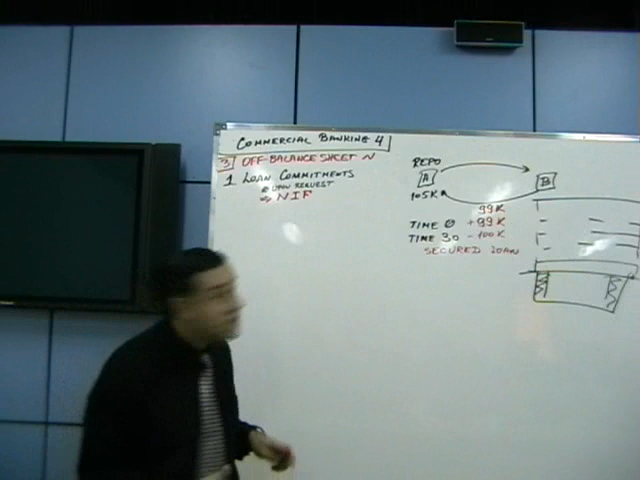 COMMERCIAL BANKING 4
3 OFF-BALANCE SHEET N
1 LOAN COMMITMENTS
UPON REQUEST
⇒ NIF
REPO
A
B
105K
99K
TIME 0 +99K
TIME 30 -100K
SECURED LOAN